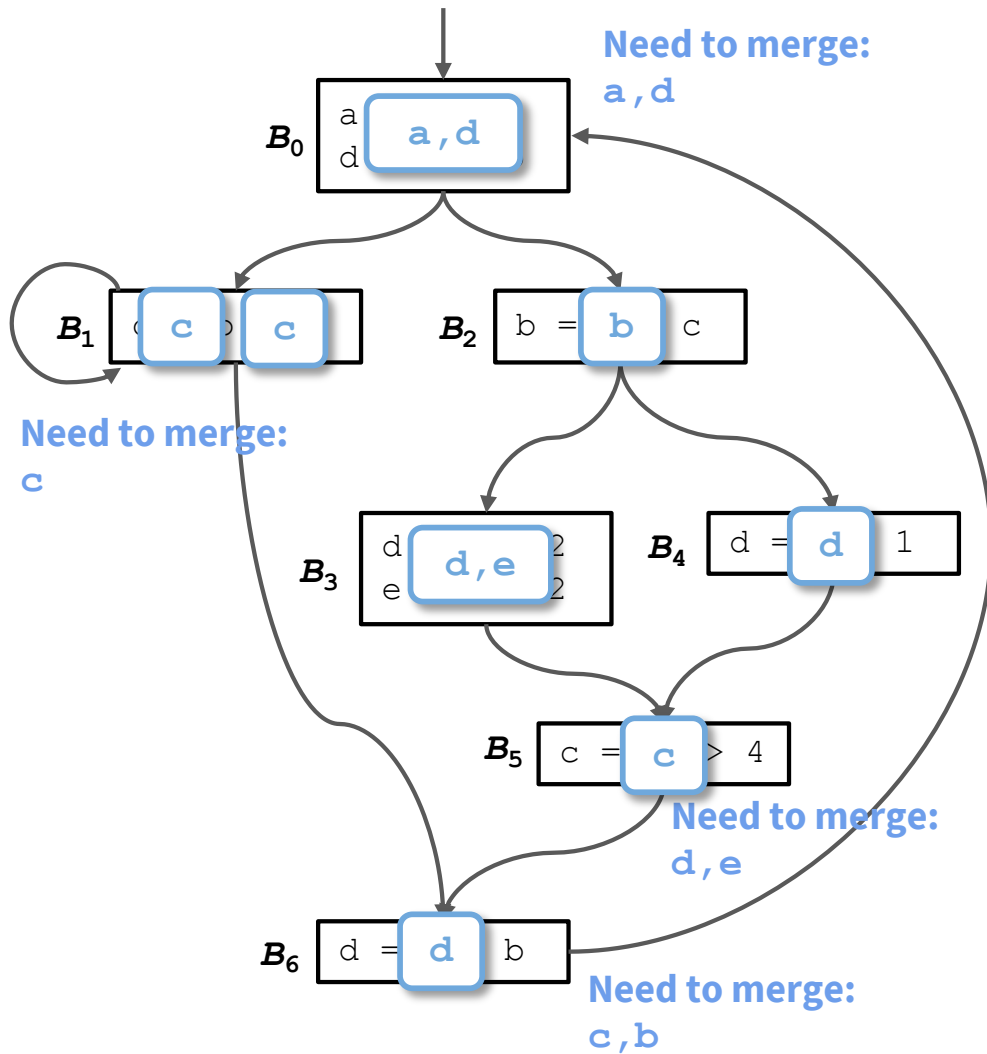 Need to merge:
a,d
B0
a
d
a,d
B1
c
c
B2
b =
b
c
Need to merge:
c
B3
d
2
e
2
d,e
B4
d =
d
1
B5
c =
c
> 4
Need to merge:
d,e
B6
d =
d
b
Need to merge:
c,b